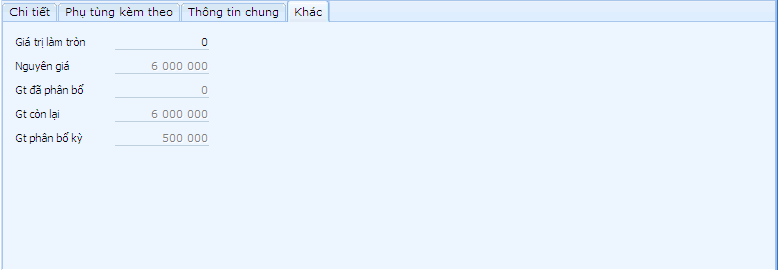 Chi tiết Phụ tùng kèm theo Thông tin chung Khác
Giá trị làm tròn 0
Nguyên giá 6 000 000
Gt đã phân bổ 0
Gt còn lại 6 000 000
Gt phân bổ kỳ 500 000